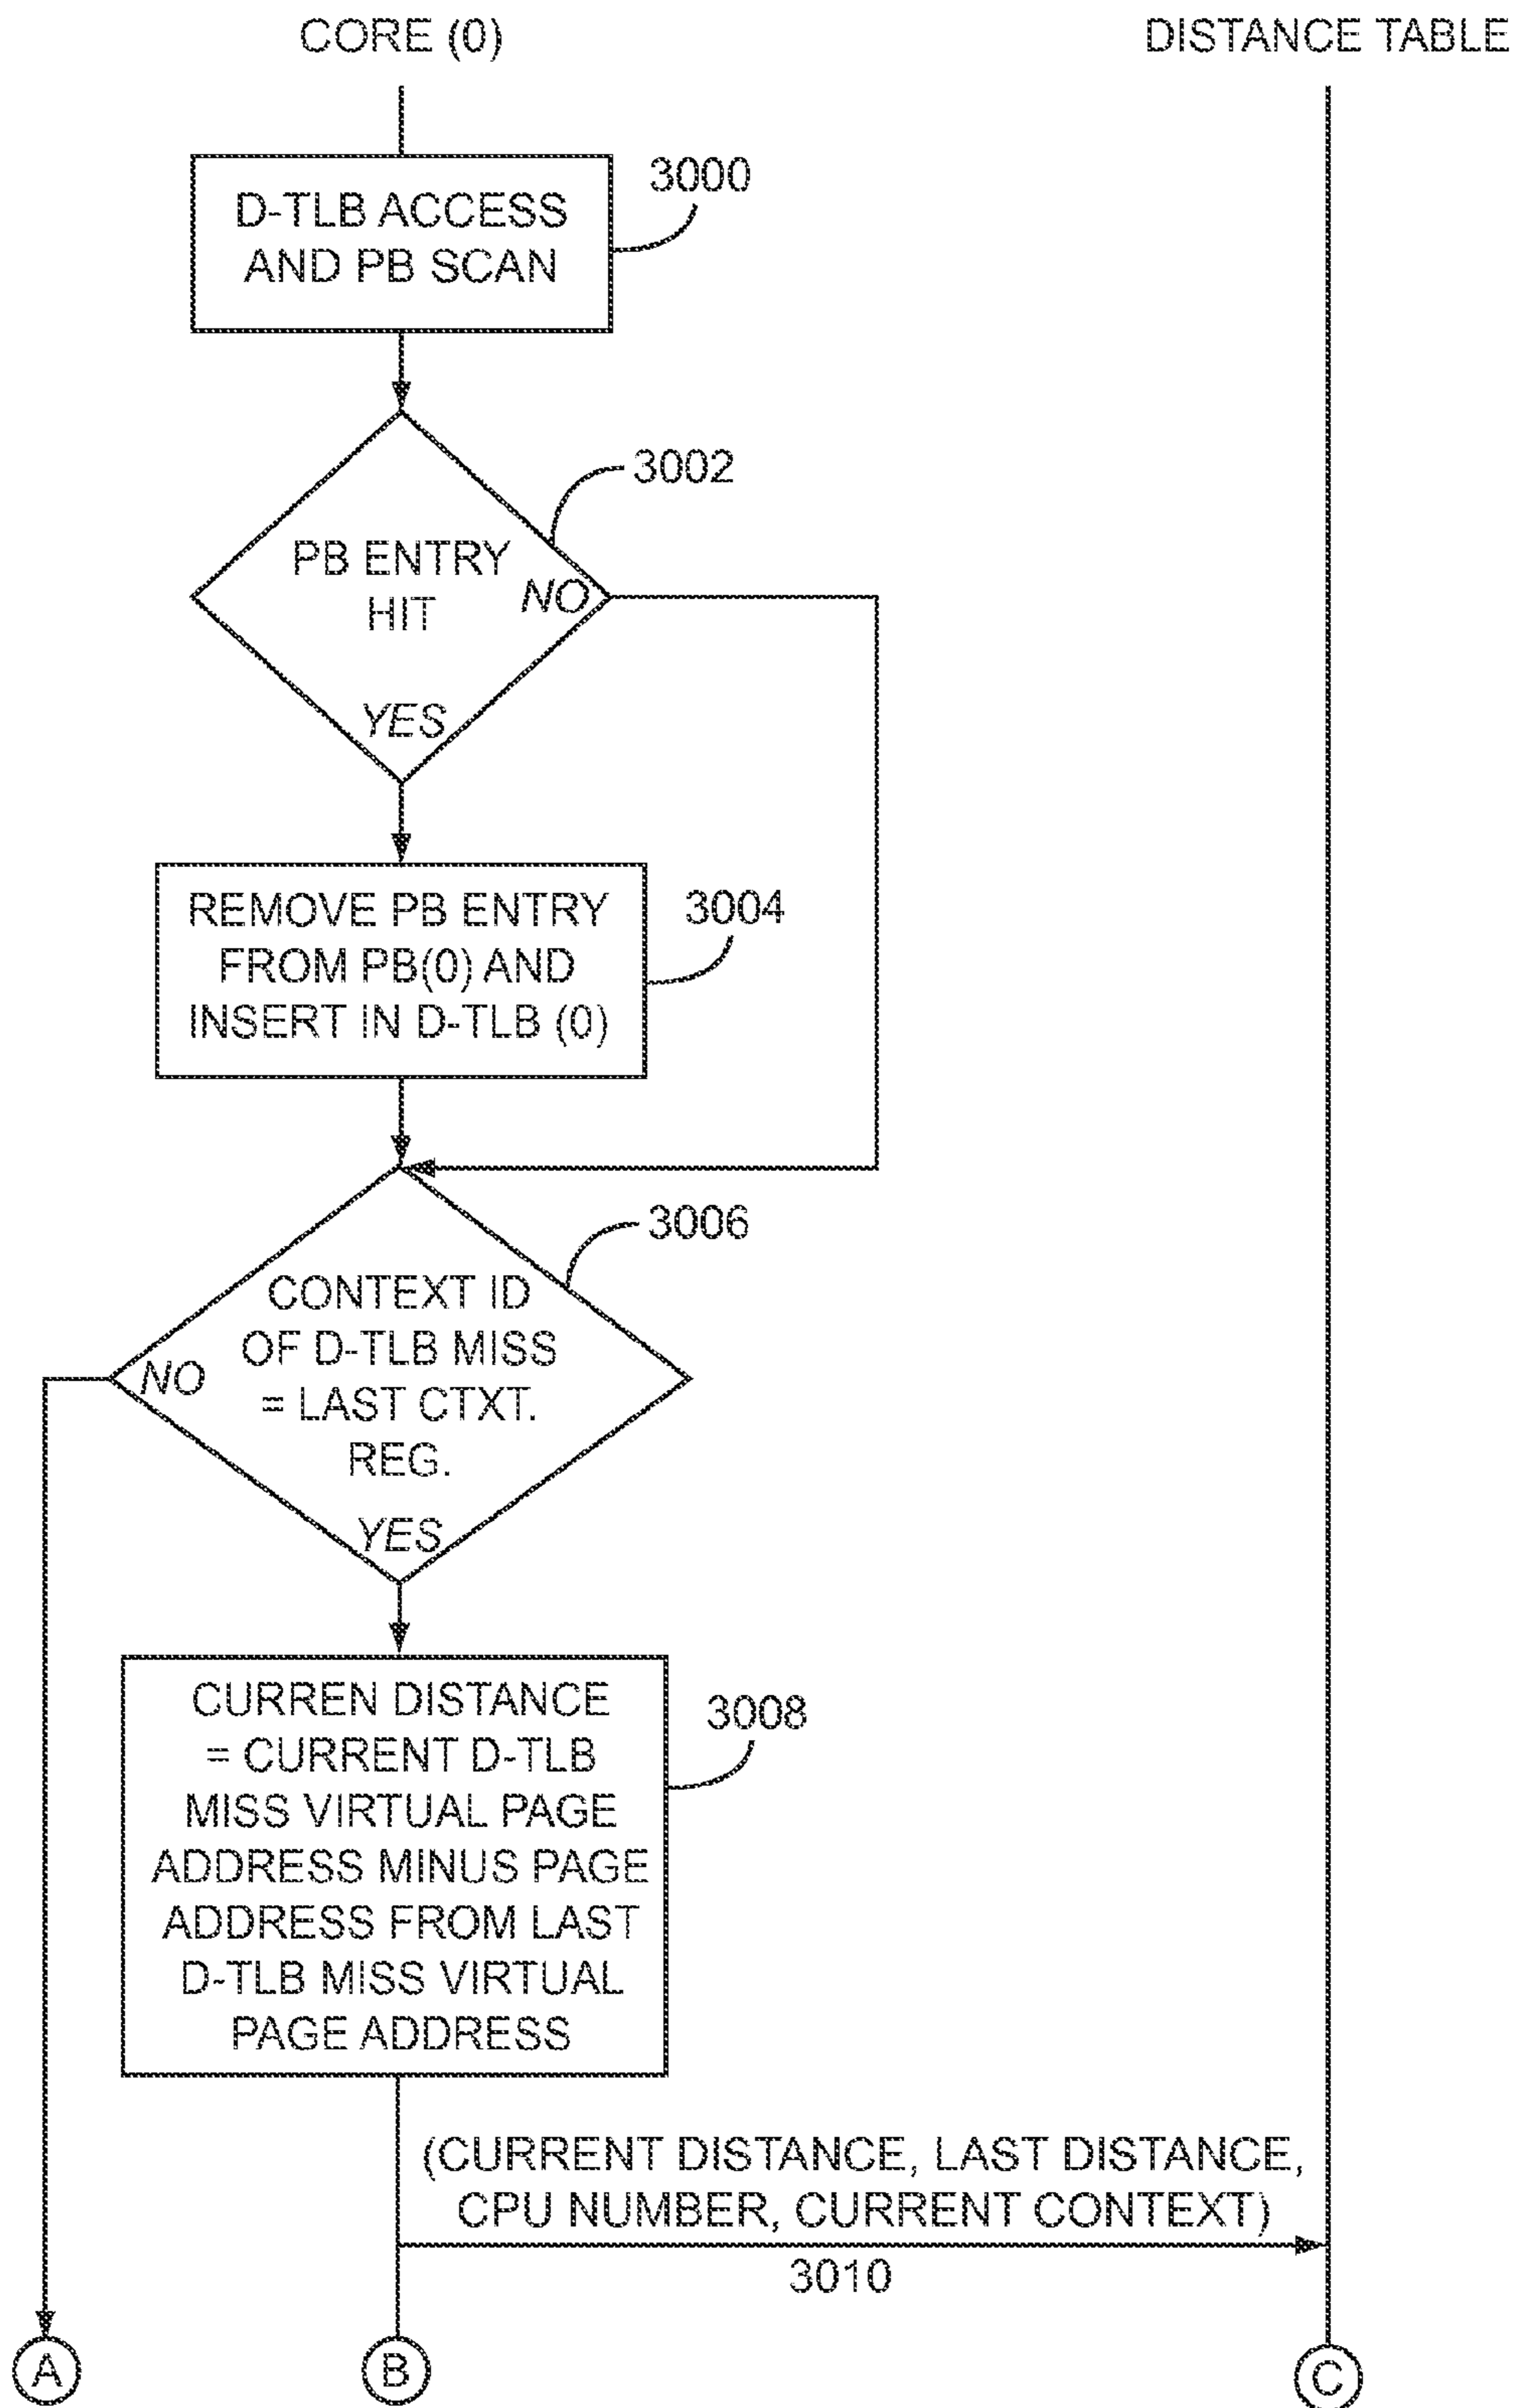 CORE (0)
DISTANCE TABLE
D-TLB ACCESS
AND PB SCAN
3000
3002
PB ENTRY
HIT
NO
YES
REMOVE PB ENTRY
FROM PB(0) AND
INSERT IN D-TLB (0)
3004
3006
CONTEXT ID
OF D-TLB MISS
= LAST CTXT.
REG.
NO
YES
CURREN DISTANCE
= CURRENT D-TLB
MISS VIRTUAL PAGE
ADDRESS MINUS PAGE
ADDRESS FROM LAST
D-TLB MISS VIRTUAL
PAGE ADDRESS
3008
(CURRENT DISTANCE, LAST DISTANCE,
CPU NUMBER, CURRENT CONTEXT)
3010
A
B
C